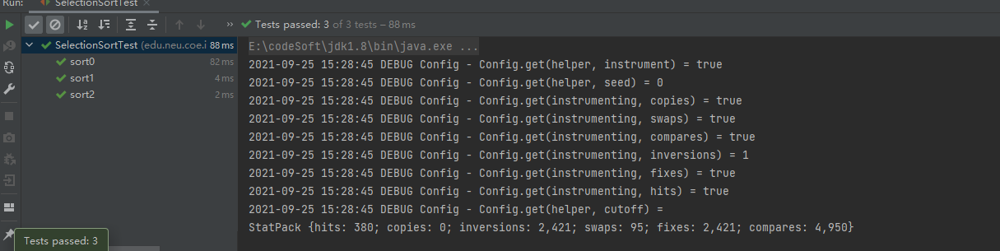 Run: SelectionSortTest ×
» Tests passed: 3 of 3 tests – 88 ms
SelectionSortTest (edu.neu.coe.i 88 ms
sort0 82 ms
sort1 4 ms
sort2 2 ms
E:\codeSoft\jdk1.8\bin\java.exe ...
2021-09-25 15:28:45 DEBUG Config - Config.get(helper, instrument) = true
2021-09-25 15:28:45 DEBUG Config - Config.get(helper, seed) = 0
2021-09-25 15:28:45 DEBUG Config - Config.get(instrumenting, copies) = true
2021-09-25 15:28:45 DEBUG Config - Config.get(instrumenting, swaps) = true
2021-09-25 15:28:45 DEBUG Config - Config.get(instrumenting, compares) = true
2021-09-25 15:28:45 DEBUG Config - Config.get(instrumenting, inversions) = 1
2021-09-25 15:28:45 DEBUG Config - Config.get(instrumenting, fixes) = true
2021-09-25 15:28:45 DEBUG Config - Config.get(instrumenting, hits) = true
2021-09-25 15:28:45 DEBUG Config - Config.get(helper, cutoff) =
StatPack {hits: 380; copies: 0; inversions: 2,421; swaps: 95; fixes: 2,421; compares: 4,950}
Tests passed: 3